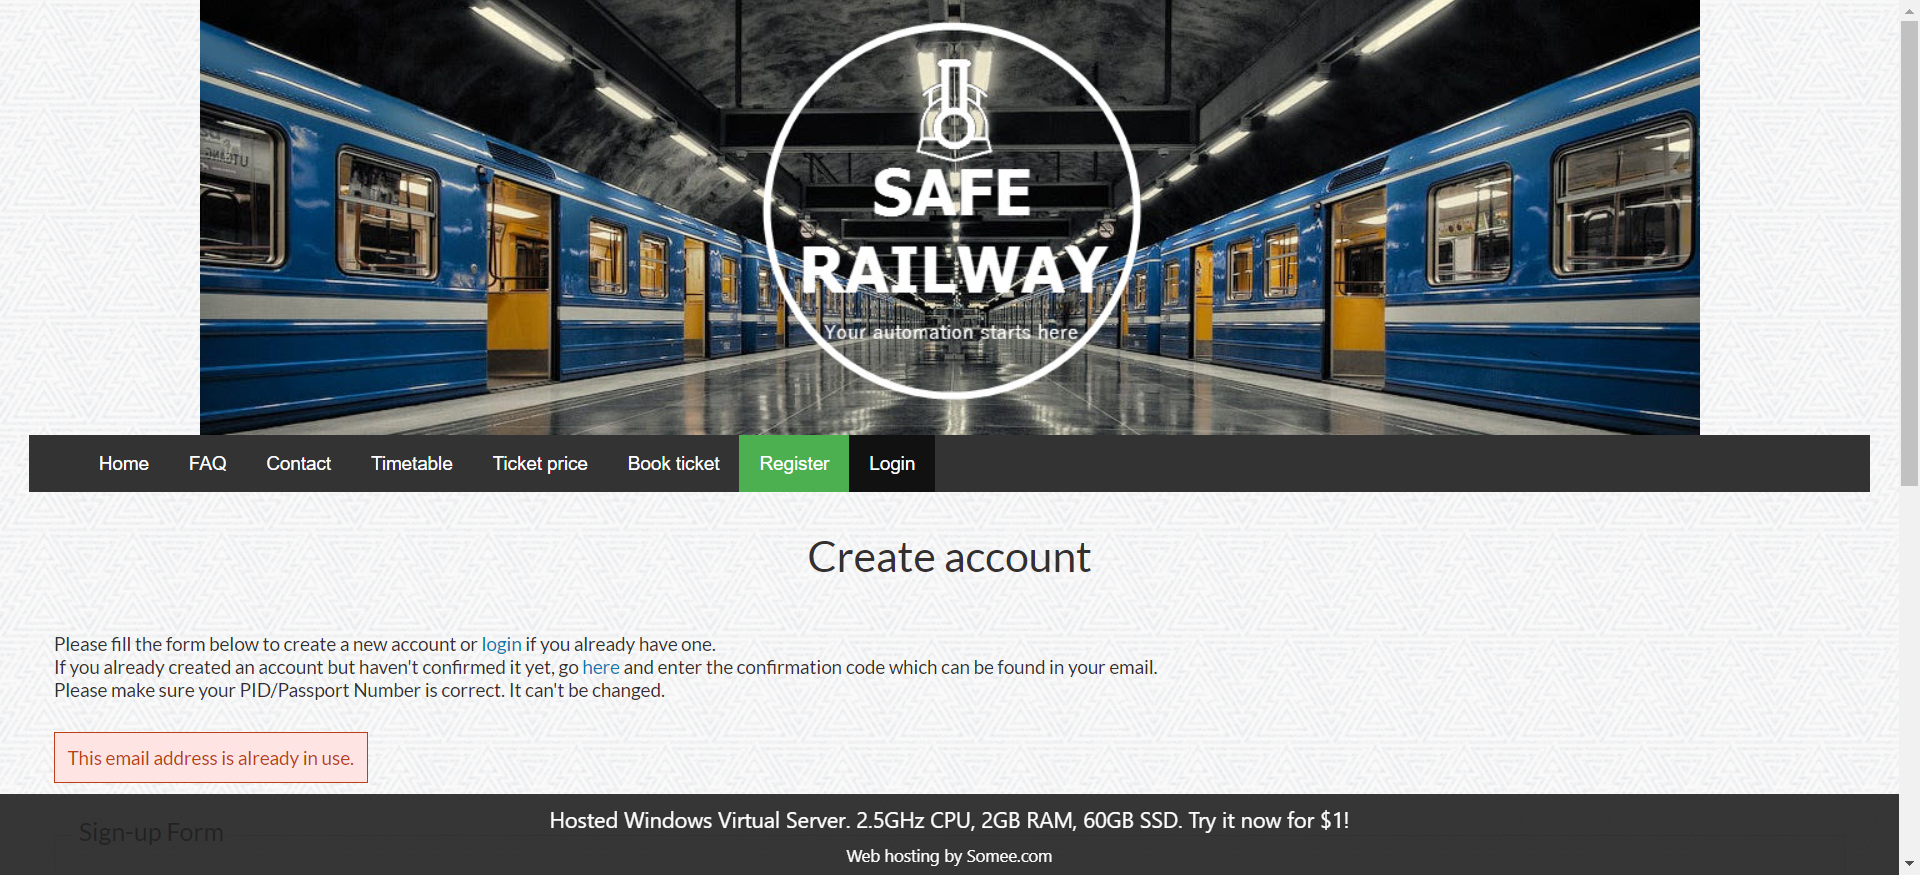 SAFE
RAILWAY
Your automation starts here
Home FAQ Contact Timetable Ticket price Book ticket Register Login
Create account
Please fill the form below to create a new account or login if you already have one.
If you already created an account but haven't confirmed it yet, go here and enter the confirmation code which can be found in your email.
Please make sure your PID/Passport Number is correct. It can't be changed.
This email address is already in use.
Sign-up Form
Hosted Windows Virtual Server. 2.5GHz CPU, 2GB RAM, 60GB SSD. Try it now for $1!
Web hosting by Somee.com